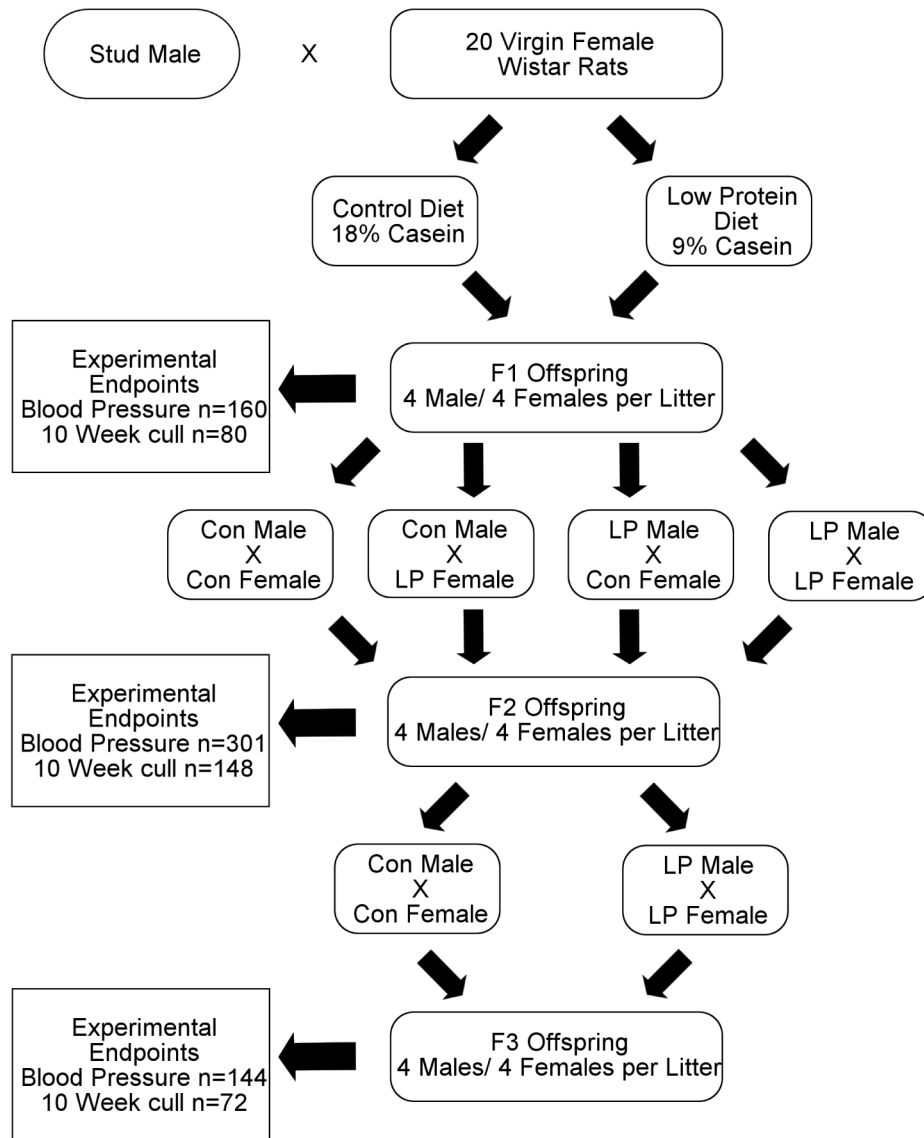 Stud Male
X
20 Virgin Female
Wistar Rats
Control Diet
18% Casein
Low Protein
Diet
9% Casein
Experimental
Endpoints
Blood Pressure n=160
10 Week cull n=80
F1 Offspring
4 Male/ 4 Females per Litter
Con Male
X
Con Female
Con Male
X
LP Female
LP Male
X
Con Female
LP Male
X
LP Female
Experimental
Endpoints
Blood Pressure n=301
10 Week cull n=148
F2 Offspring
4 Males/ 4 Females per Litter
Con Male
X
Con Female
LP Male
X
LP Female
Experimental
Endpoints
Blood Pressure n=144
10 Week cull n=72
F3 Offspring
4 Males/ 4 Females per Litter